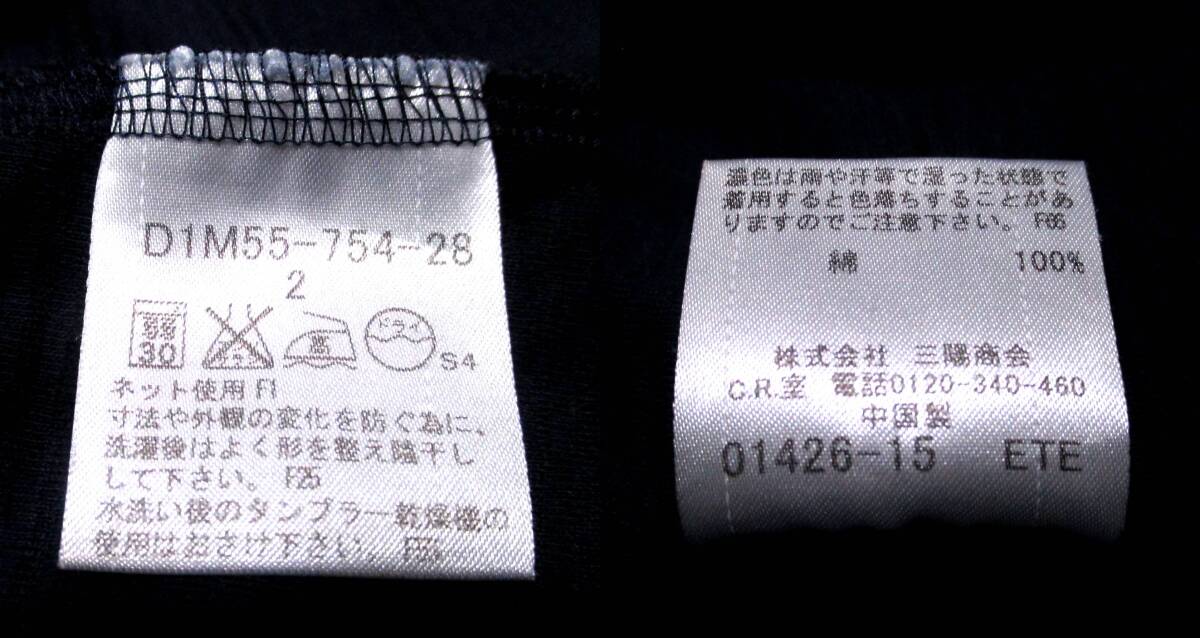 D1M55-754-28
2
弱
30
高
ドライ
S4
ネット使用 F1
寸法や外観の変化を防ぐ為に、
洗濯後はよく形を整え陰干し
して下さい。 F25
水洗い後のタンブラー乾燥機の
使用はおさけ下さい。
濃色は雨や汗等で湿った状態で
着用すると色落ちすることがあ
りますのでご注意下さい。 F66
綿 100%
株式会社 三陽商会
C.R.室 電話0120-340-460
中国製
01426-15 ETE